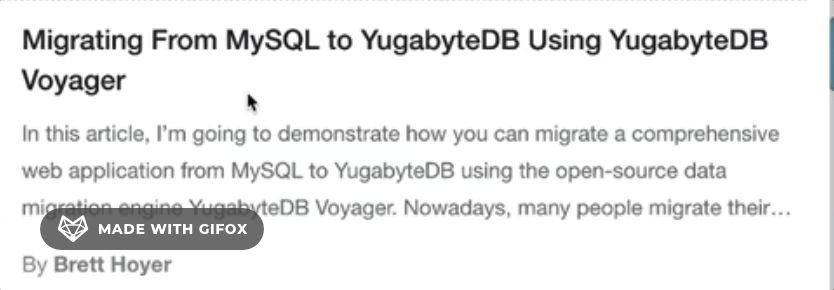 Migrating From MySQL to YugabyteDB Using YugabyteDB
Voyager
In this article, I'm going to demonstrate how you can migrate a comprehensive
web application from MySQL to YugabyteDB using the open-source data
migration engine YugabyteDB Voyager. Nowadays, many people migrate their...
MADE WITH GIFOX
By Brett Hoyer